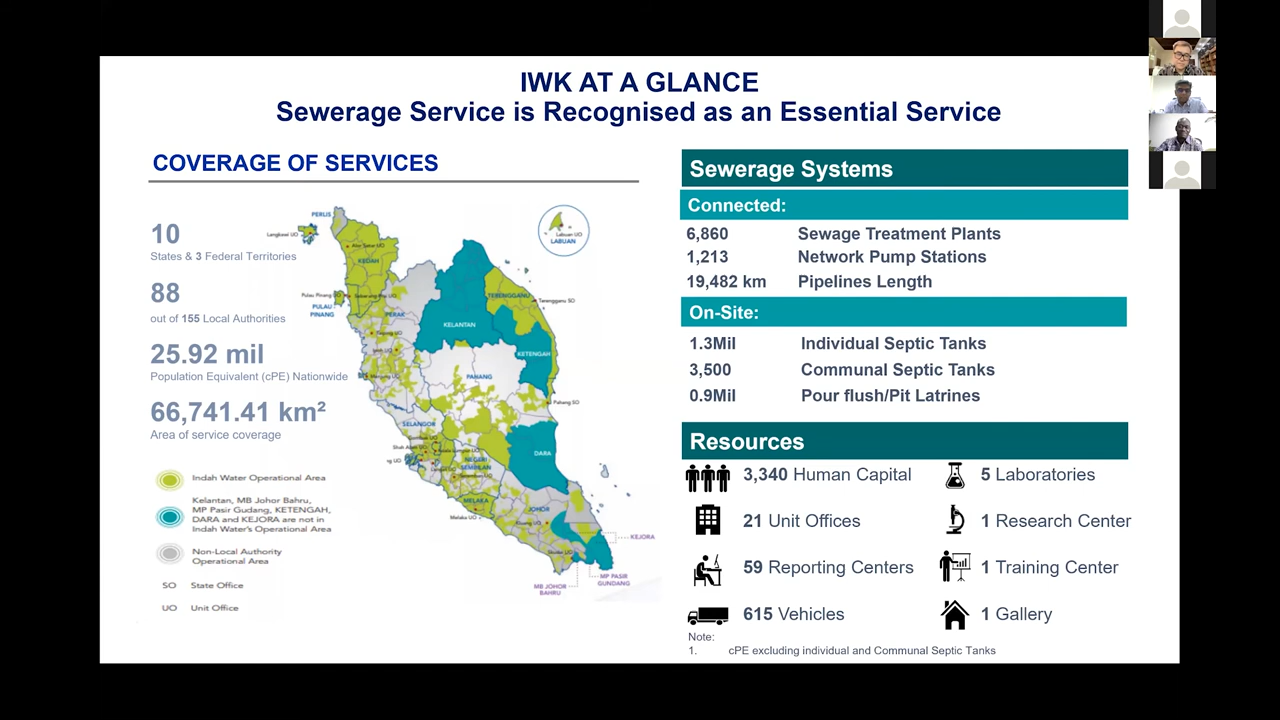 IWK AT A GLANCE
Sewerage Service is Recognised as an Essential Service
COVERAGE OF SERVICES
10
States & 3 Federal Territories
88
out of 155 Local Authorities
25.92 mil
Population Equivalent (cPE) Nationwide
66,741.41 km²
Area of service coverage
PERLIS
Langkawi UO
Alor Setar UO
KEDAH
Labuan UO
LABUAN
Pulau Pinang UO
Seberang Prai UO
PULAU
PINANG
PERAK
TERENGGANU
Terengganu SO
KELANTAN
KETENGAH
PAHANG
Pahang SO
SELANGOR
Shah Alam UO
NEGERI
SEMBILAN
DARA
MELAKA
Melaka UO
JOHOR
Kluang UO
KEJORA
MP PASIR
GUNDANG
MB JOHOR
BAHRU
Indah Water Operational Area
Kelantan, MB Johor Bahru,
MP Pasir Gudang, KETENGAH,
DARA and KEJORA are not in
Indah Water's Operational Area
Non-Local Authority
Operational Area
SO State Office
UO Unit Office
Sewerage Systems
Connected:
6,860 Sewage Treatment Plants
1,213 Network Pump Stations
19,482 km Pipelines Length
On-Site:
1.3Mil Individual Septic Tanks
3,500 Communal Septic Tanks
0.9Mil Pour flush/Pit Latrines
Resources
3,340 Human Capital
5 Laboratories
21 Unit Offices
1 Research Center
59 Reporting Centers
1 Training Center
615 Vehicles
1 Gallery
Note:
1. cPE excluding individual and Communal Septic Tanks